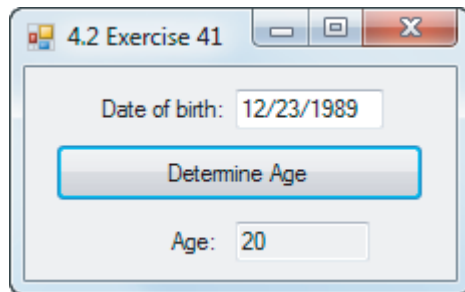 4.2 Exercise 41
Date of birth: 12/23/1989
Determine Age
Age: 20